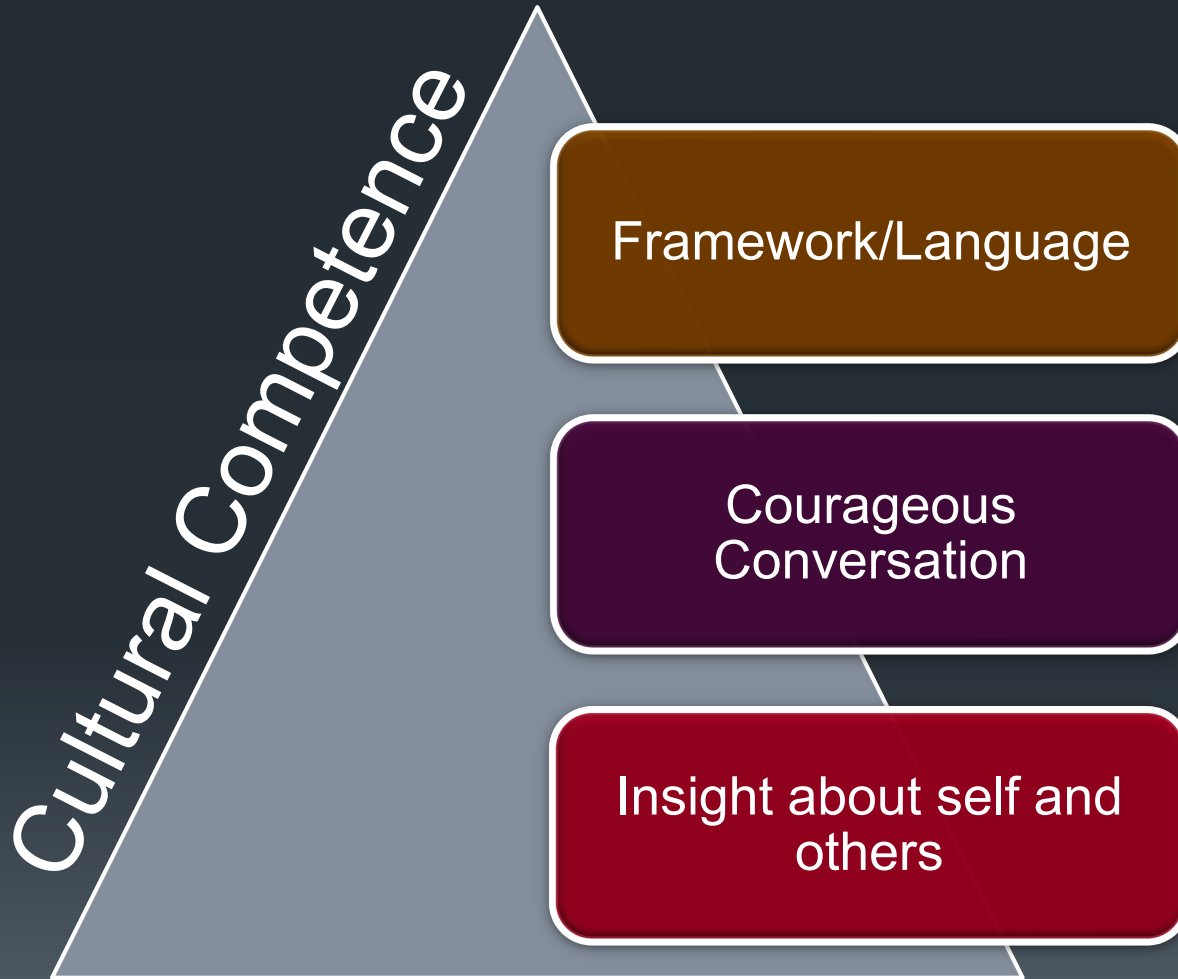 Cultural Competence
Framework/Language
Courageous
Conversation
Insight about self and
others